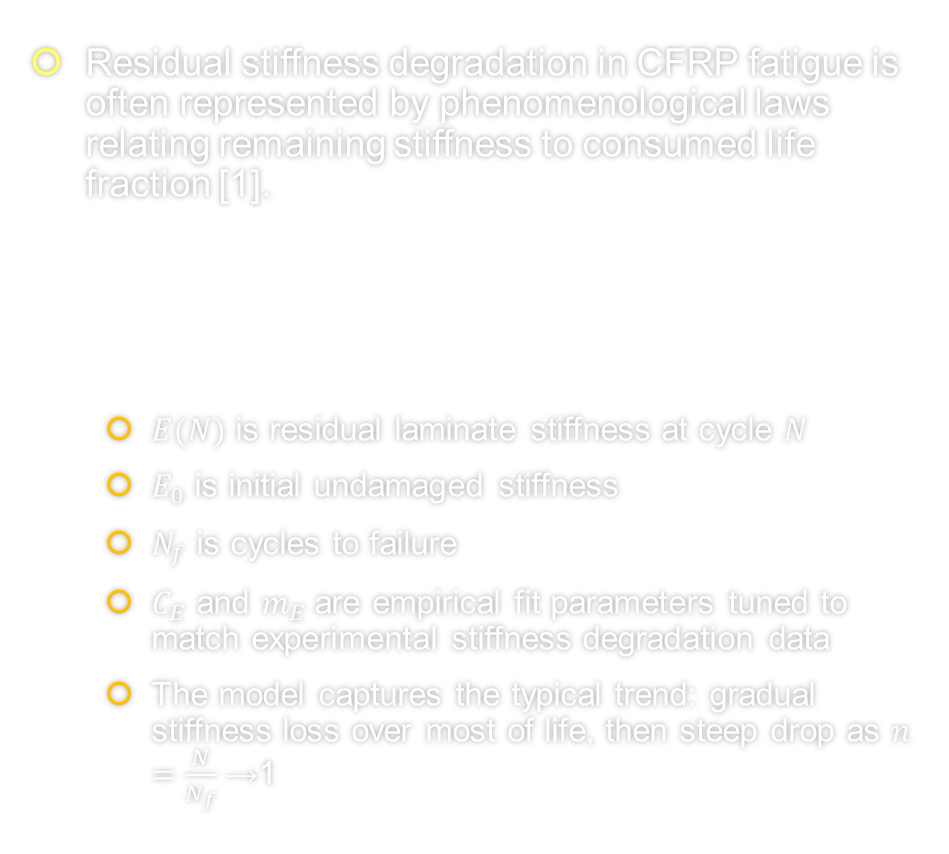 Residual stiffness degradation in CFRP fatigue is
often represented by phenomenological laws
relating remaining stiffness to consumed life
fraction [1].
E(N) is residual laminate stiffness at cycle N
E₀ is initial undamaged stiffness
N_f is cycles to failure
C_E and m_E are empirical fit parameters tuned to
match experimental stiffness degradation data
The model captures the typical trend: gradual
stiffness loss over most of life, then steep drop as n
= N/N_f →1